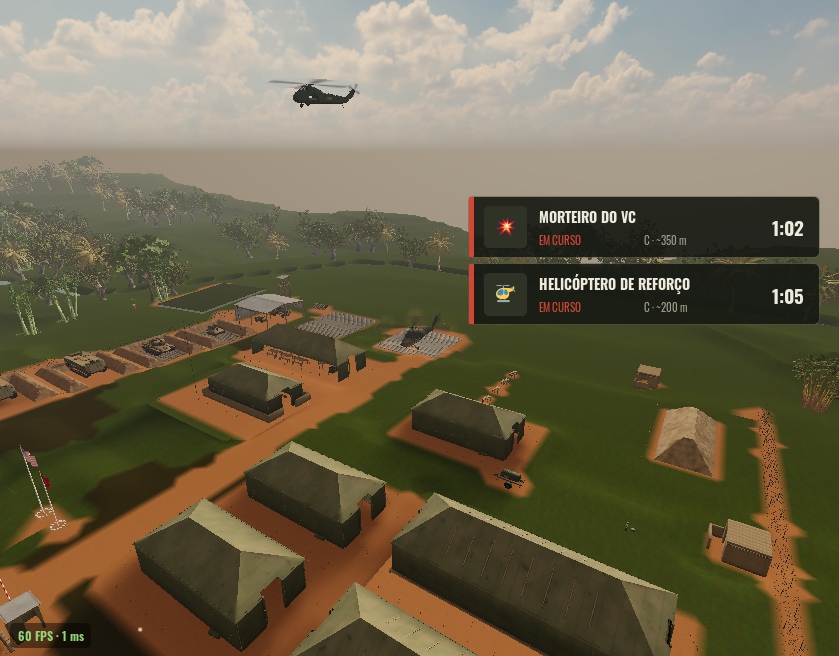 MORTEIRO DO VC
EM CURSO C · ~350 m
1:02
HELICÓPTERO DE REFORÇO
EM CURSO C · ~200 m
1:05
60 FPS · 1 ms